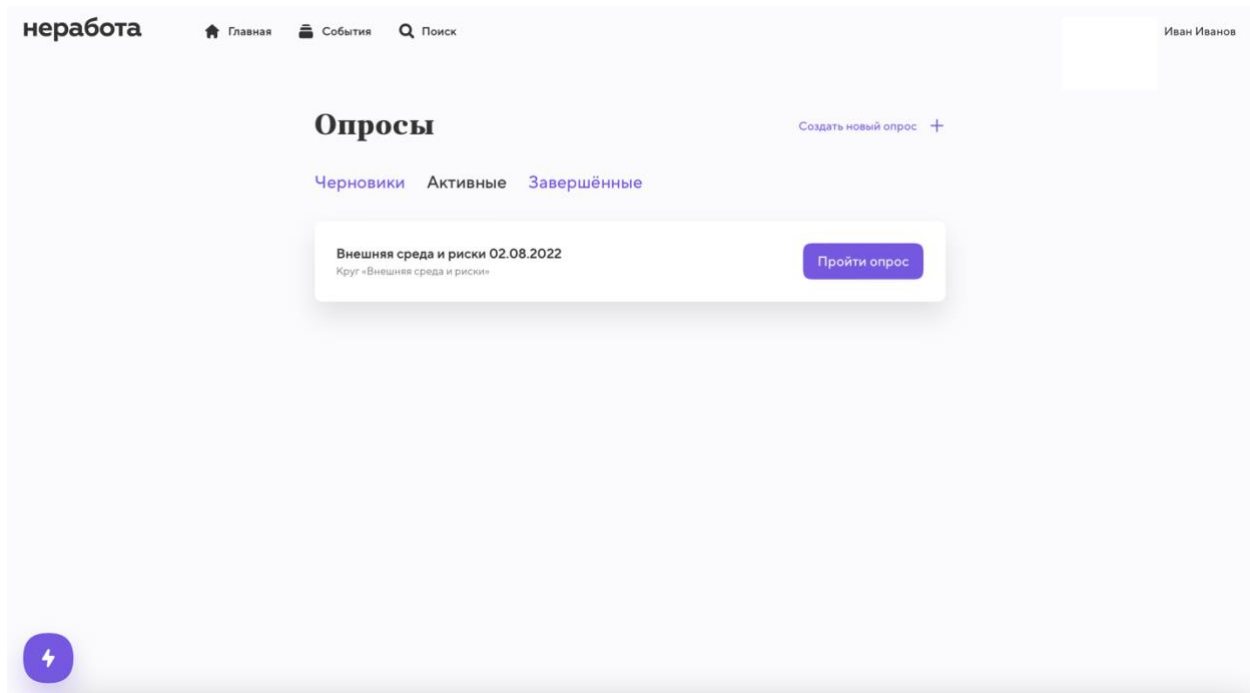 неработа
Главная
События
Поиск
Иван Иванов
Опросы
Создать новый опрос
Черновики Активные Завершённые
Внешняя среда и риски 02.08.2022
Круг «Внешняя среда и риски»
Пройти опрос